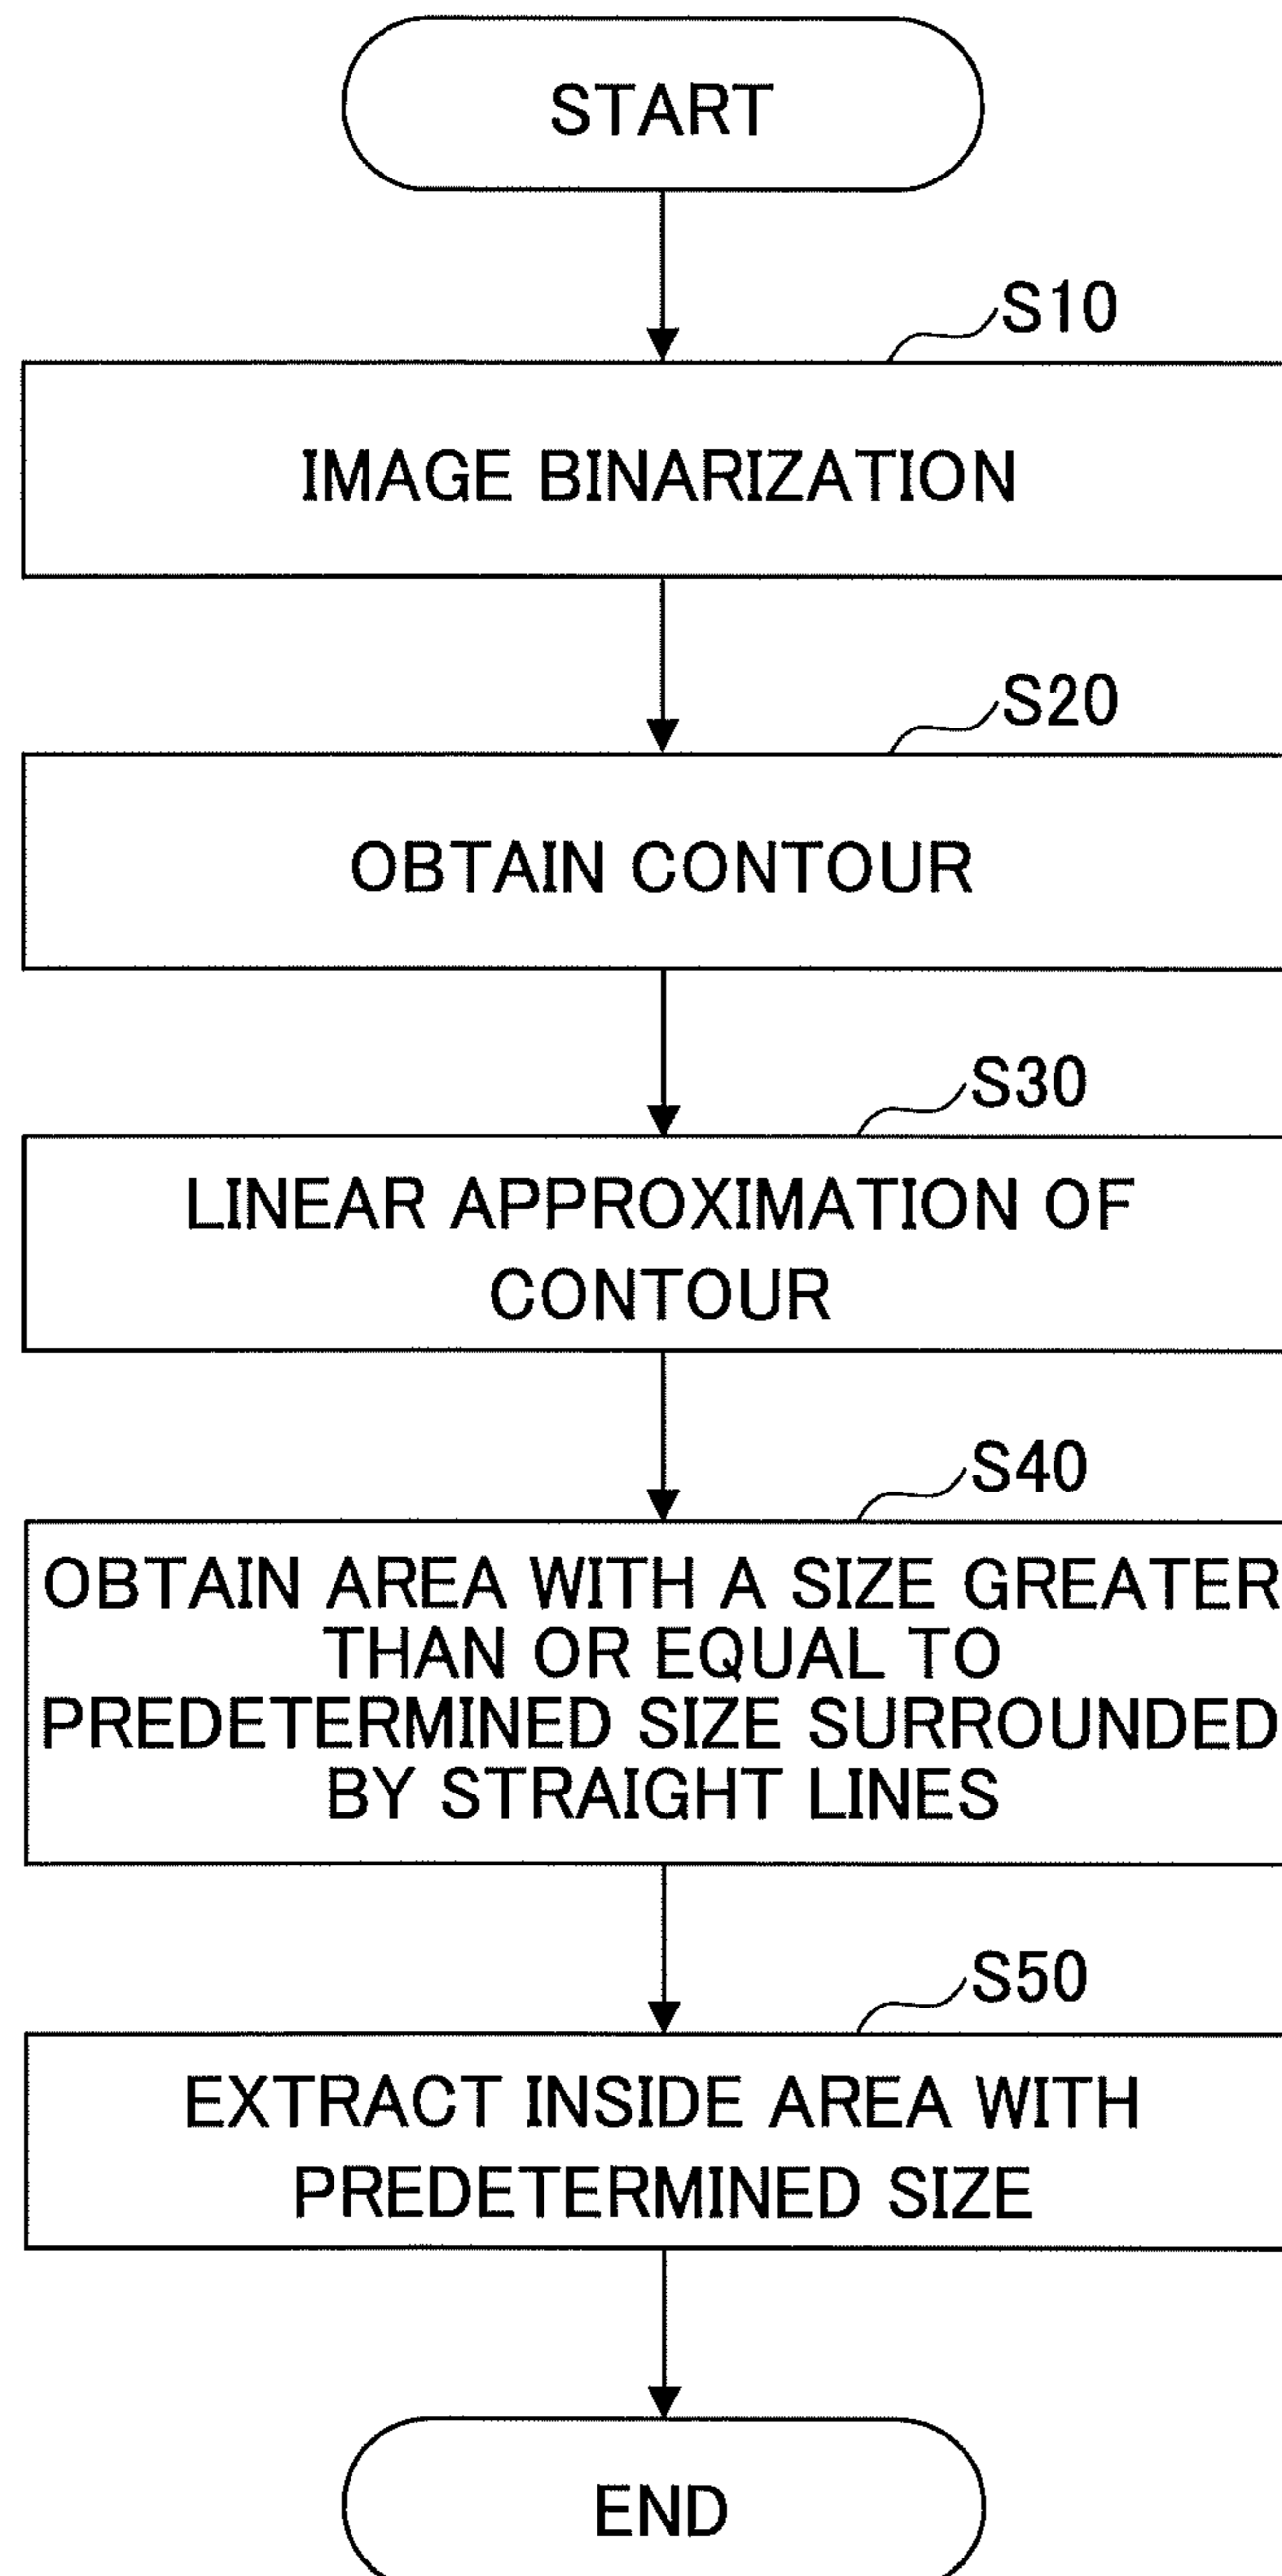 START
S10
IMAGE BINARIZATION
S20
OBTAIN CONTOUR
S30
LINEAR APPROXIMATION OF
CONTOUR
S40
OBTAIN AREA WITH A SIZE GREATER
THAN OR EQUAL TO
PREDETERMINED SIZE SURROUNDED
BY STRAIGHT LINES
S50
EXTRACT INSIDE AREA WITH
PREDETERMINED SIZE
END